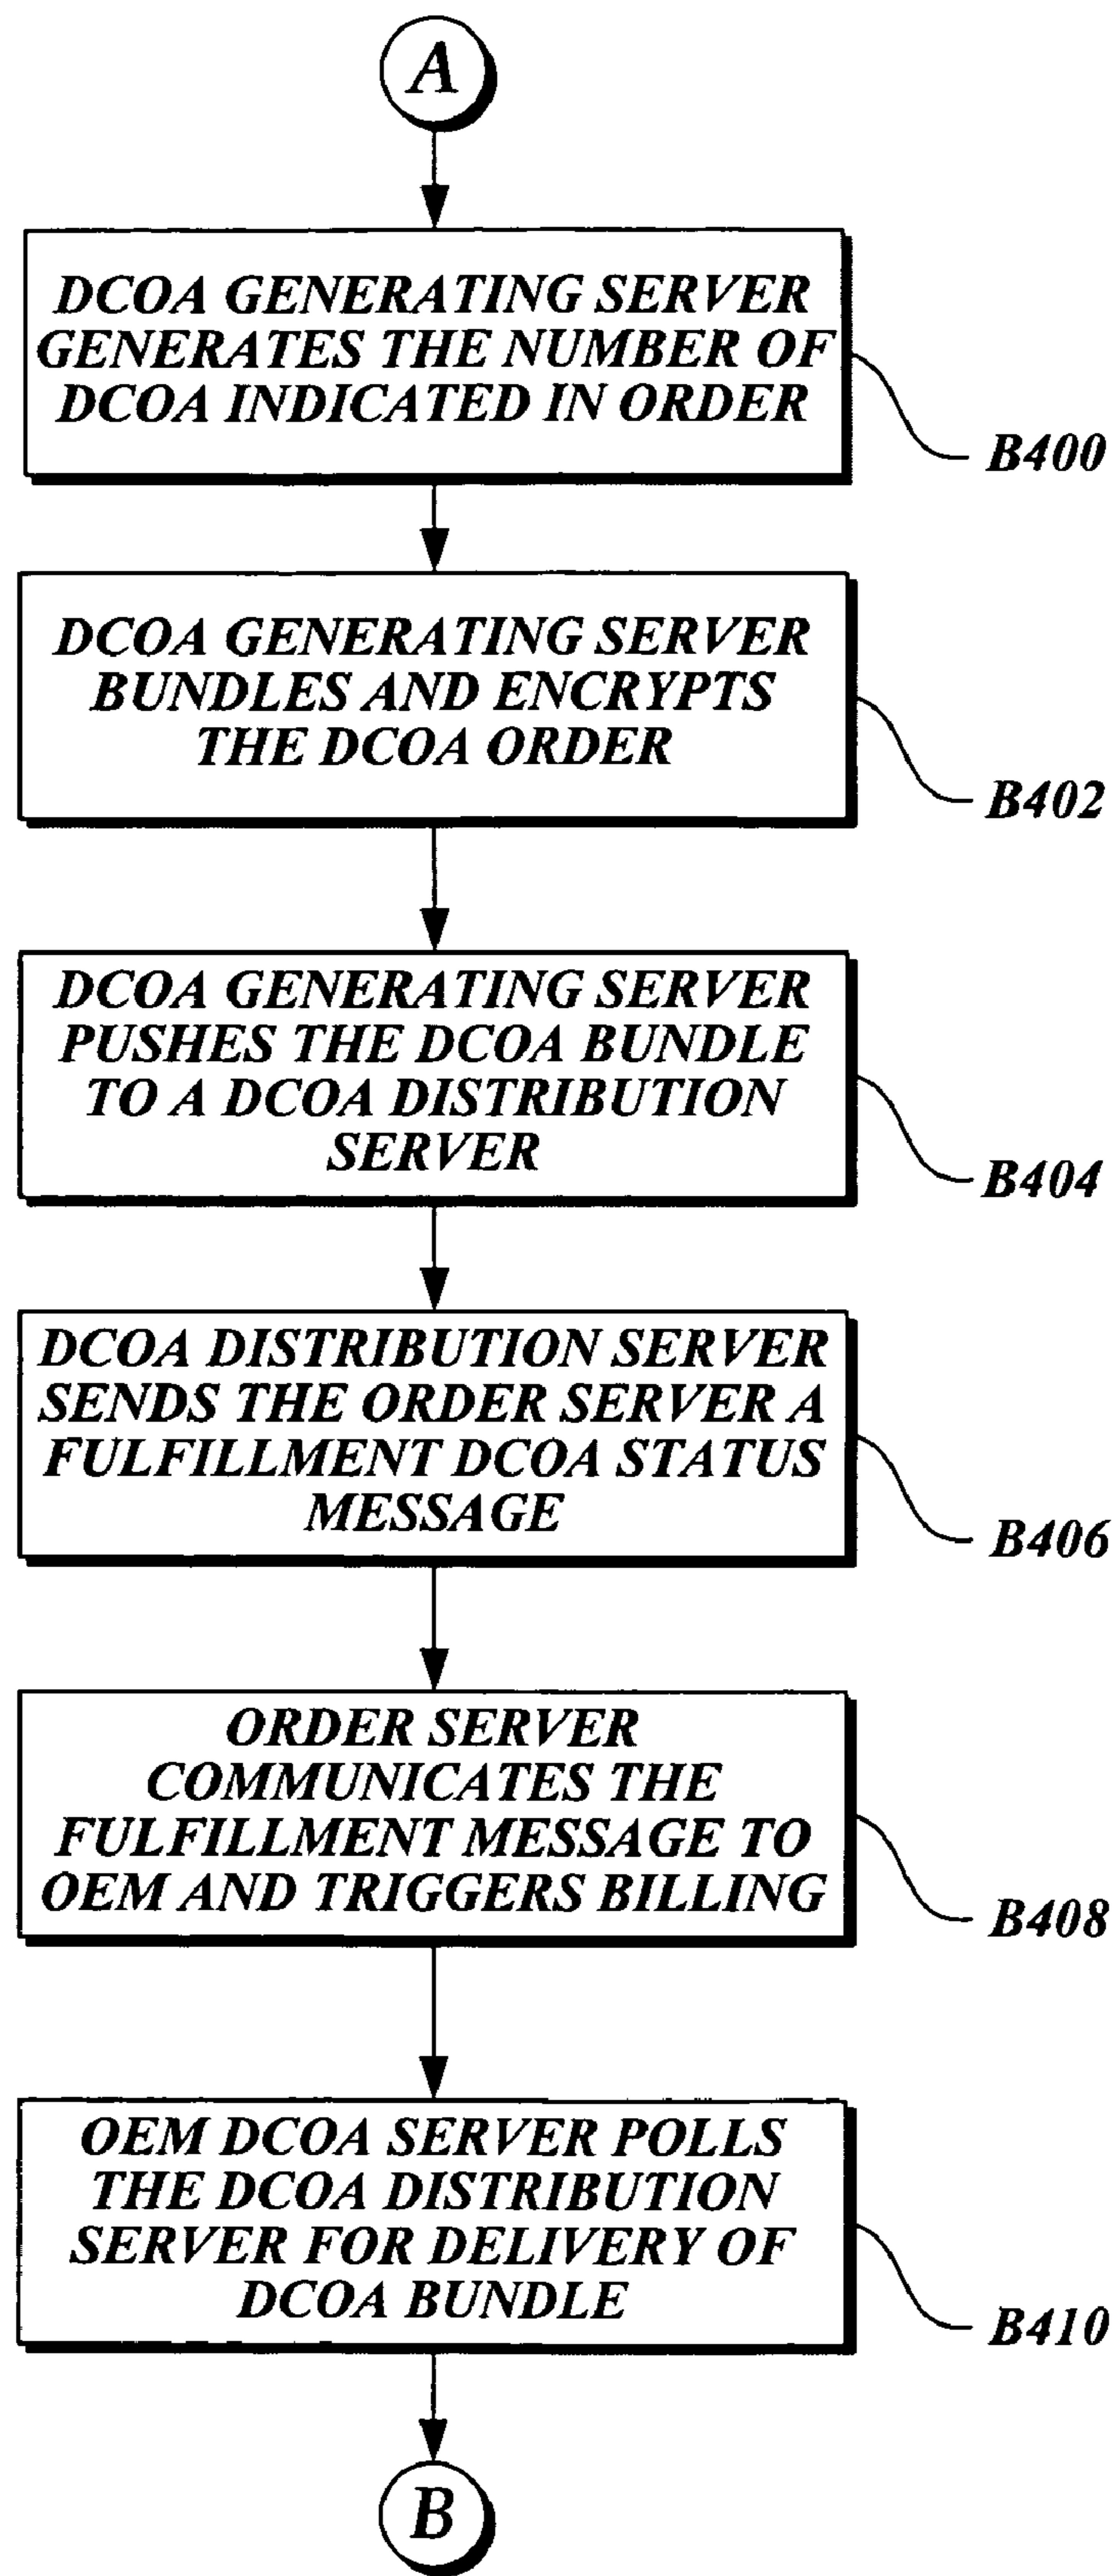 A
DCOA GENERATING SERVER
GENERATES THE NUMBER OF
DCOA INDICATED IN ORDER
B400
DCOA GENERATING SERVER
BUNDLES AND ENCRYPTS
THE DCOA ORDER
B402
DCOA GENERATING SERVER
PUSHES THE DCOA BUNDLE
TO A DCOA DISTRIBUTION
SERVER
B404
DCOA DISTRIBUTION SERVER
SENDS THE ORDER SERVER A
FULFILLMENT DCOA STATUS
MESSAGE
B406
ORDER SERVER
COMMUNICATES THE
FULFILLMENT MESSAGE TO
OEM AND TRIGGERS BILLING
B408
OEM DCOA SERVER POLLS
THE DCOA DISTRIBUTION
SERVER FOR DELIVERY OF
DCOA BUNDLE
B410
B